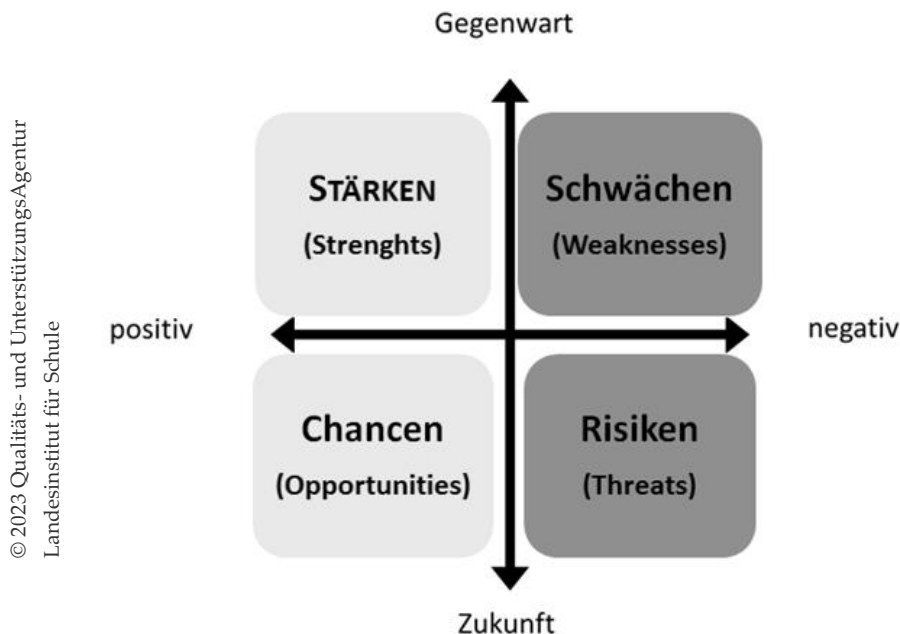 Gegenwart
STÄRKEN
(Strenghts)
Schwächen
(Weaknesses)
positiv
negativ
Chancen
(Opportunities)
Risiken
(Threats)
Zukunft
© 2023 Qualitäts- und UnterstützungsAgentur
Landesinstitut für Schule